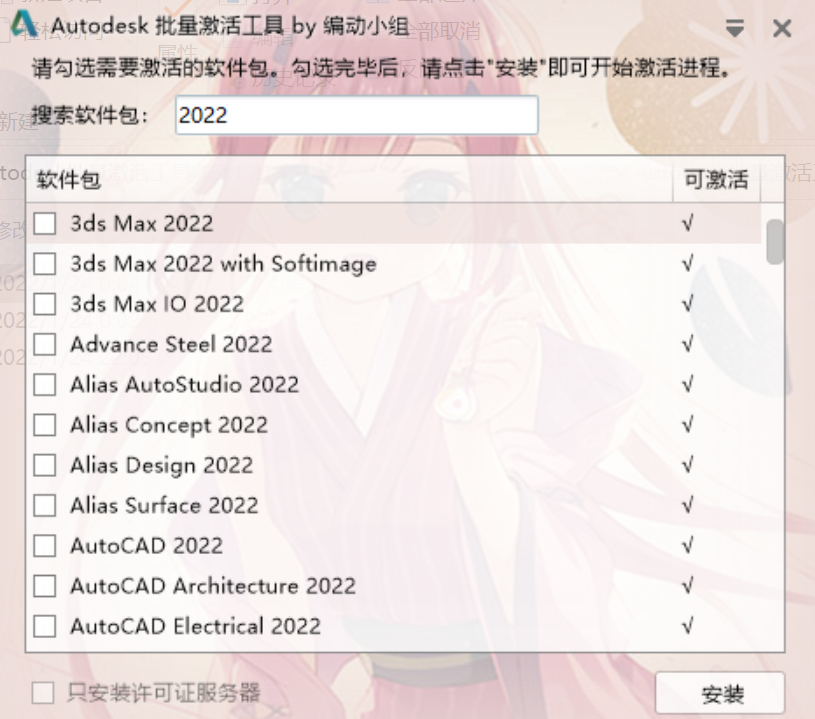 Autodesk 批量激活工具 by 编动小组
请勾选需要激活的软件包。勾选完毕后，请点击"安装"即可开始激活进程。
搜索软件包： 2022
软件包 可激活
3ds Max 2022 √
3ds Max 2022 with Softimage √
3ds Max IO 2022 √
Advance Steel 2022 √
Alias AutoStudio 2022 √
Alias Concept 2022 √
Alias Design 2022 √
Alias Surface 2022 √
AutoCAD 2022 √
AutoCAD Architecture 2022 √
AutoCAD Electrical 2022 √
只安装许可证服务器 安装